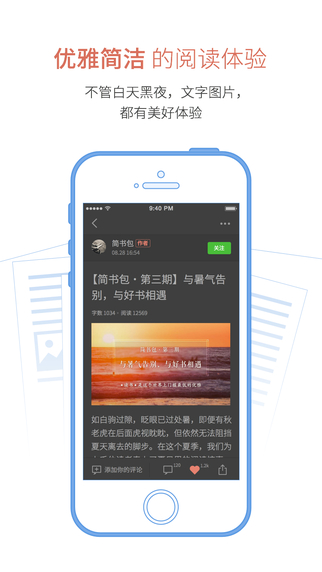 优雅简洁 的阅读体验
不管白天黑夜，文字图片，
都有美好体验
9:40 PM
简书包 作者
08.28 16:54
关注
【简书包·第三期】与暑气告
别，与好书相遇
字数 1034 · 阅读 12569
简书包·第三期
与暑气告别，与好书相遇
如白驹过隙，眨眼已过处暑，即便有秋
老虎在后面虎视眈眈，但依然无法阻挡
夏天离去的脚步。在这个夏季，我们为
添加你的评论
120
1.2k